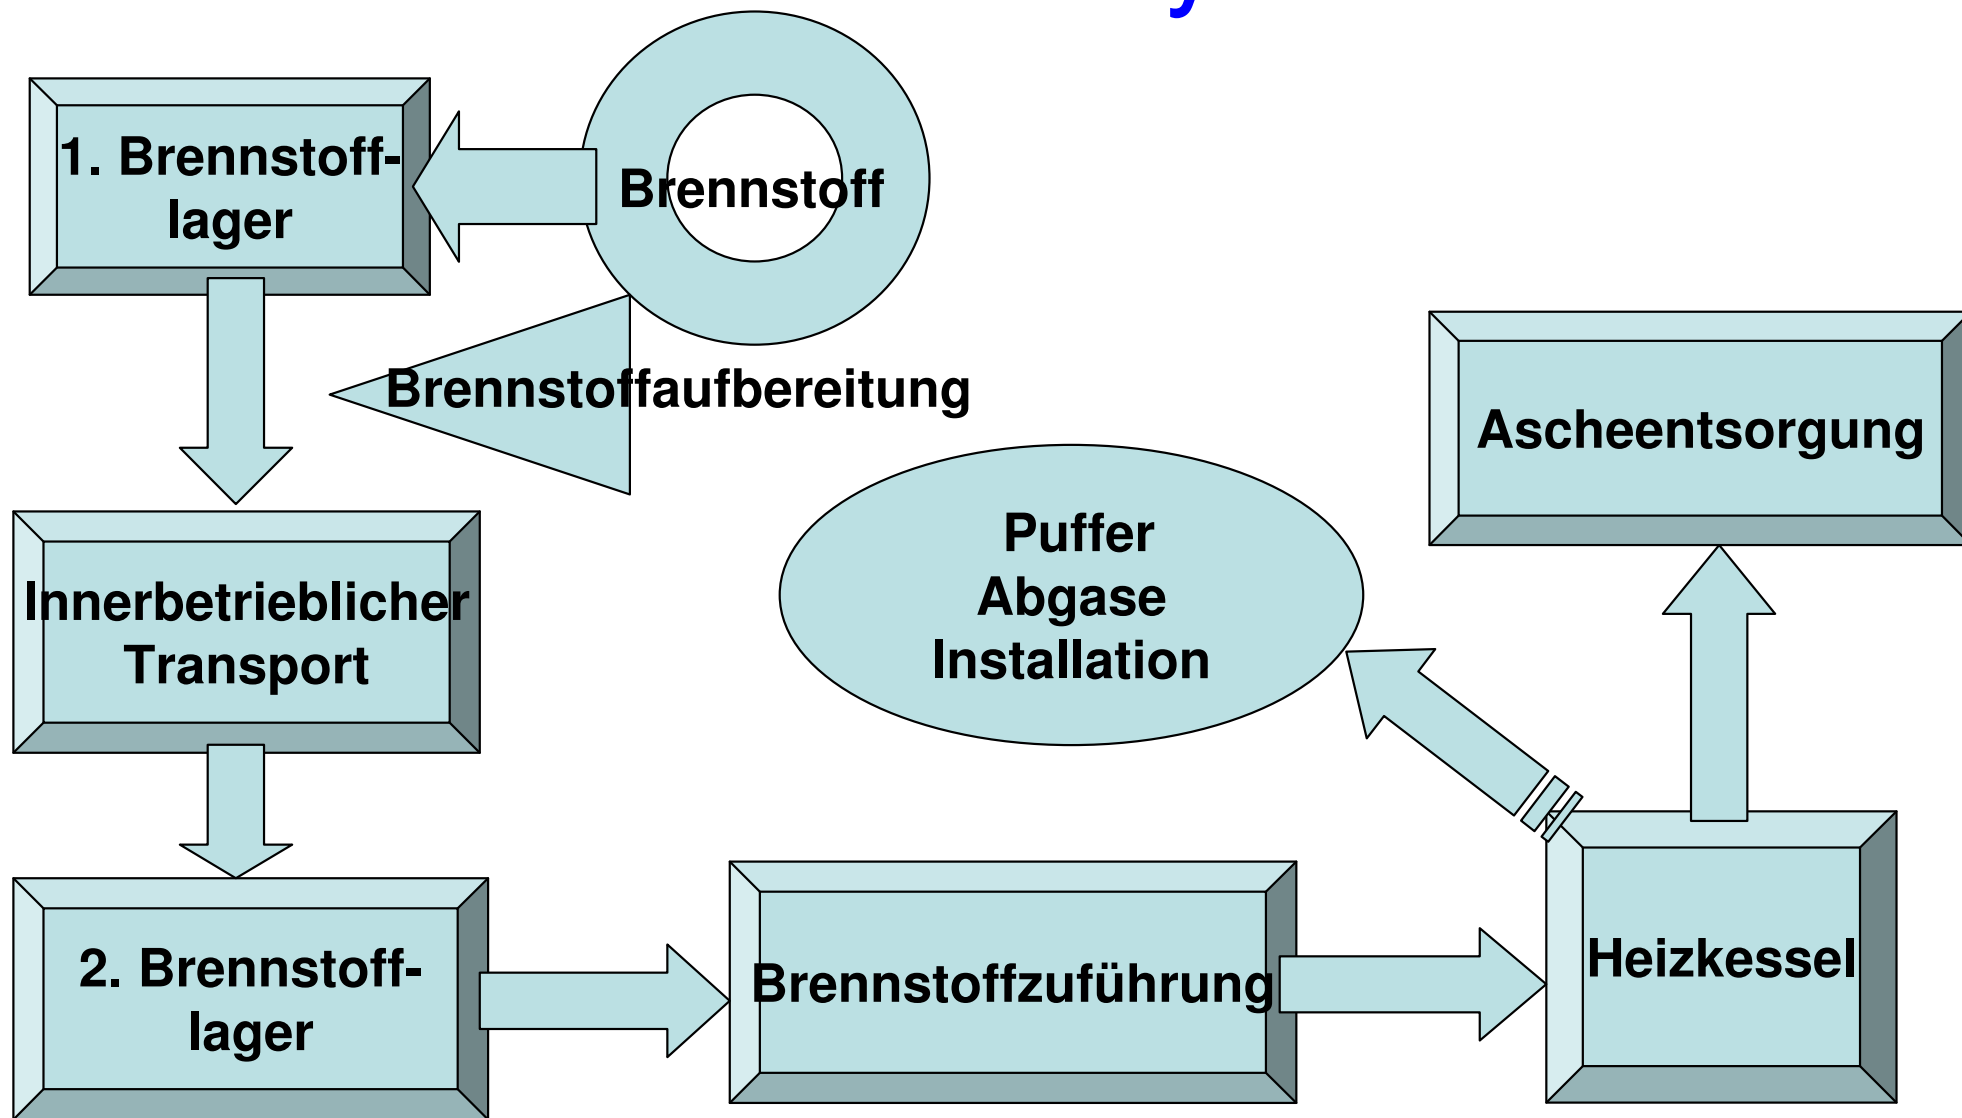 Brennstoff
1. Brennstoff-
lager
Brennstoffaufbereitung
Innerbetrieblicher
Transport
2. Brennstoff-
lager
Brennstoffzuführung
Heizkessel
Puffer
Abgase
Installation
Ascheentsorgung